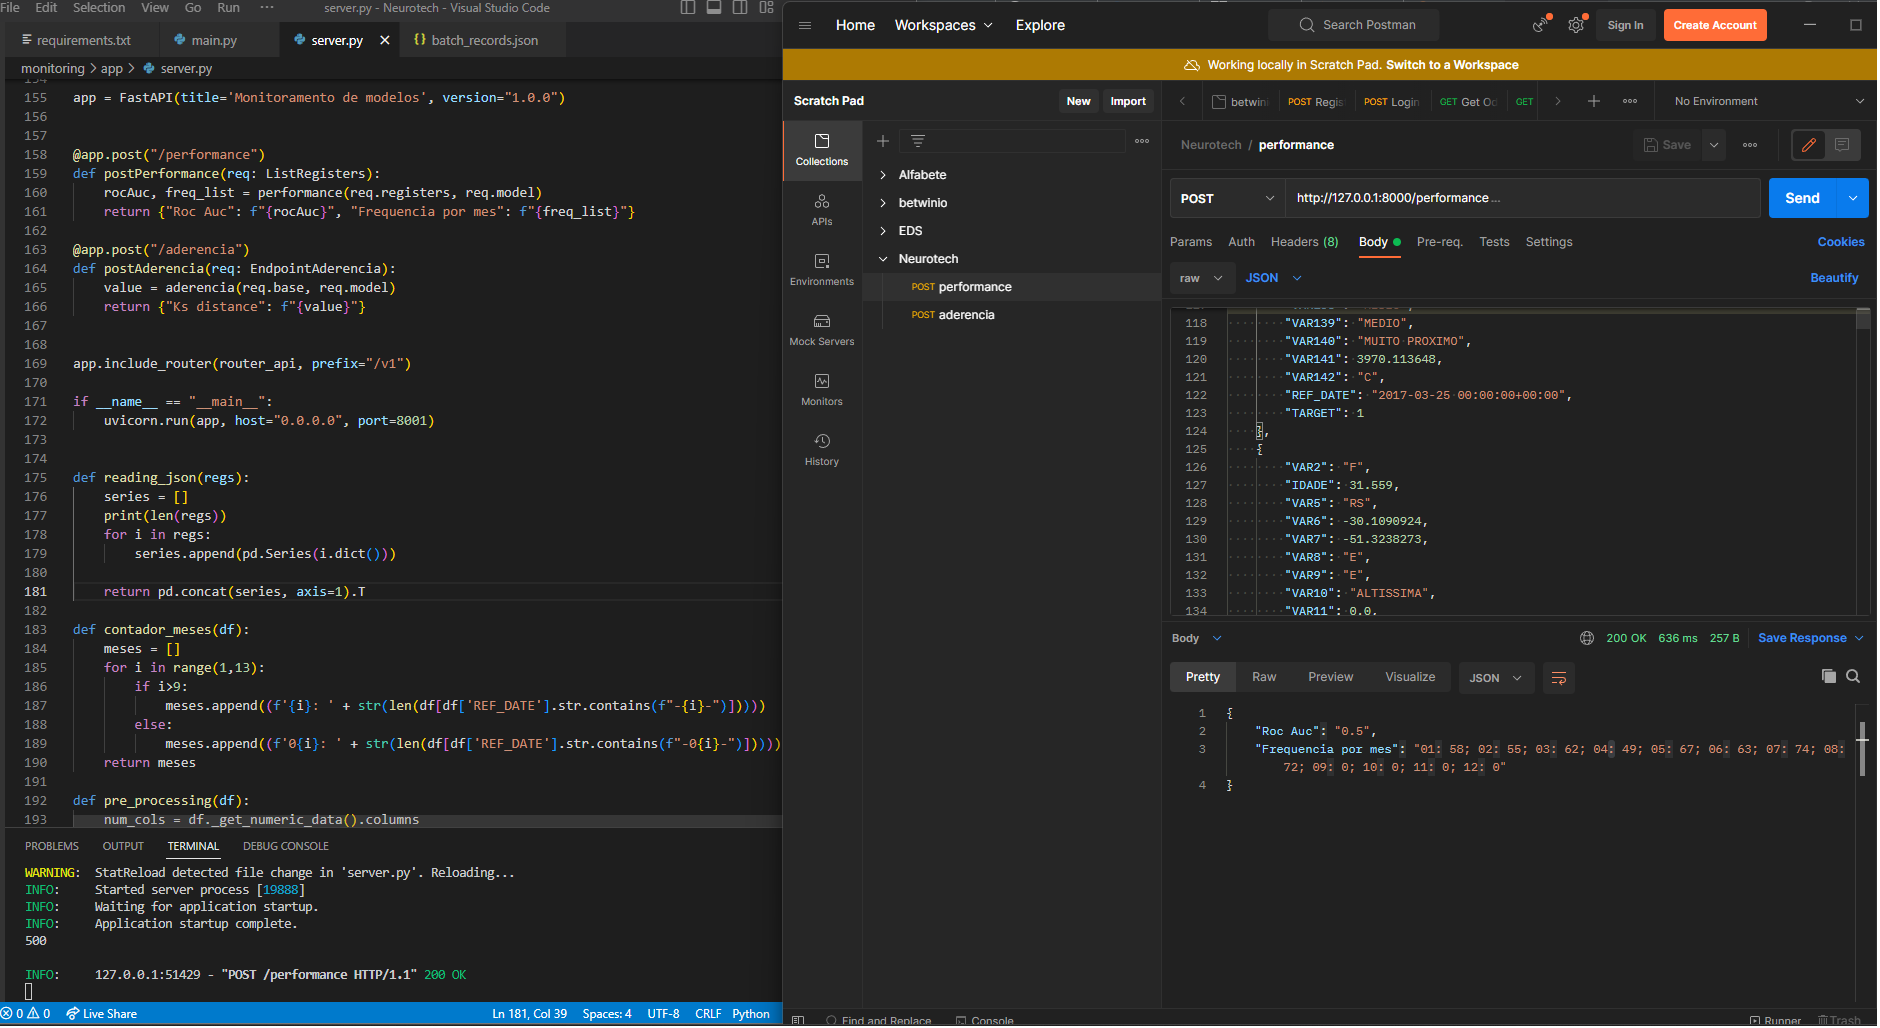 File Edit Selection View Go Run ··· server.py - Neurotech - Visual Studio Code
requirements.txt main.py server.py batch_records.json
monitoring > app > server.py
154
155 app = FastAPI(title='Monitoramento de modelos', version="1.0.0")
156
157
158 @app.post("/performance")
159 def postPerformance(req: ListRegisters):
160 rocAuc, freq_list = performance(req.registers, req.model)
161 return {"Roc Auc": f"{rocAuc}", "Frequencia por mes": f"{freq_list}"}
162
163 @app.post("/aderencia")
164 def postAderencia(req: EndpointAderencia):
165 value = aderencia(req.base, req.model)
166 return {"Ks distance": f"{value}"}
167
168
169 app.include_router(router_api, prefix="/v1")
170
171 if __name__ == "__main__":
172 uvicorn.run(app, host="0.0.0.0", port=8001)
173
174
175 def reading_json(regs):
176 series = []
177 print(len(regs))
178 for i in regs:
179 series.append(pd.Series(i.dict()))
180
181 return pd.concat(series, axis=1).T
182
183 def contador_meses(df):
184 meses = []
185 for i in range(1,13):
186 if i>9:
187 meses.append((f'{i}: ' + str(len(df[df['REF_DATE'].str.contains(f"-{i}-")]))))
188 else:
189 meses.append((f'0{i}: ' + str(len(df[df['REF_DATE'].str.contains(f"-0{i}-")]))))
190 return meses
191
192 def pre_processing(df):
193 num_cols = df._get_numeric_data().columns
PROBLEMS OUTPUT TERMINAL DEBUG CONSOLE
WARNING: StatReload detected file change in 'server.py'. Reloading...
INFO: Started server process [19888]
INFO: Waiting for application startup.
INFO: Application startup complete.
500
INFO: 127.0.0.1:51429 - "POST /performance HTTP/1.1" 200 OK
0 0 Live Share Ln 181, Col 39 Spaces: 4 UTF-8 CRLF Python
Home Workspaces Explore Search Postman Sign In Create Account
Working locally in Scratch Pad. Switch to a Workspace
Scratch Pad New Import
betwini POST Regis POST Login GET Get Od GET No Environment
Collections
APIs
Environments
Mock Servers
Monitors
History
Alfabete
betwinio
EDS
Neurotech
POST performance
POST aderencia
Neurotech / performance Save
POST http://127.0.0.1:8000/performance... Send
Params Auth Headers (8) Body Pre-req. Tests Settings Cookies
raw JSON Beautify
118 "VAR139": "MEDIO",
119 "VAR140": "MUITO PROXIMO",
120 "VAR141": 3970.113648,
121 "VAR142": "C",
122 "REF_DATE": "2017-03-25 00:00:00+00:00",
123 "TARGET": 1
124 },
125 {
126 "VAR2": "F",
127 "IDADE": 31.559,
128 "VAR5": "RS",
129 "VAR6": -30.1090924,
130 "VAR7": -51.3238273,
131 "VAR8": "E",
132 "VAR9": "E",
133 "VAR10": "ALTISSIMA",
134 "VAR11": 0.0,
Body 200 OK 636 ms 257 B Save Response
Pretty Raw Preview Visualize JSON
1 {
2 "Roc Auc": "0.5",
3 "Frequencia por mes": "01: 58; 02: 55; 03: 62; 04: 49; 05: 67; 06: 63; 07: 74; 08:
72; 09: 0; 10: 0; 11: 0; 12: 0"
4 }
Find and Replace Console Runner Trash